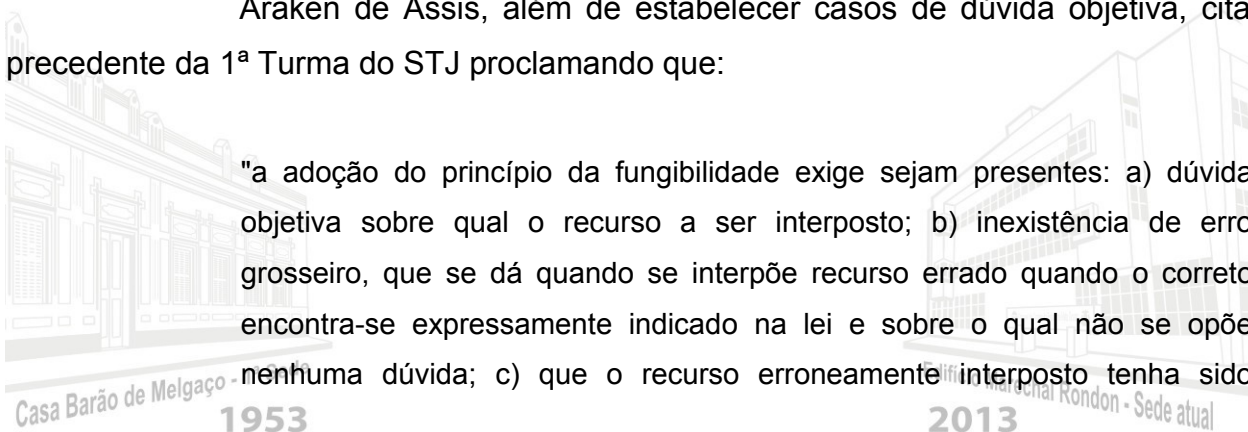 Araken de Assis, além de estabelecer casos de dúvida objetiva, cita
precedente da 1ª Turma do STJ proclamando que:
"a adoção do princípio da fungibilidade exige sejam presentes: a) dúvida
objetiva sobre qual o recurso a ser interposto; b) inexistência de erro
grosseiro, que se dá quando se interpõe recurso errado quando o correto
encontra-se expressamente indicado na lei e sobre o qual não se opõe
nenhuma dúvida; c) que o recurso erroneamente interposto tenha sido
Casa Barão de Melgaço - Sede
1953
Edifício Marechal Rondon - Sede atual
2013